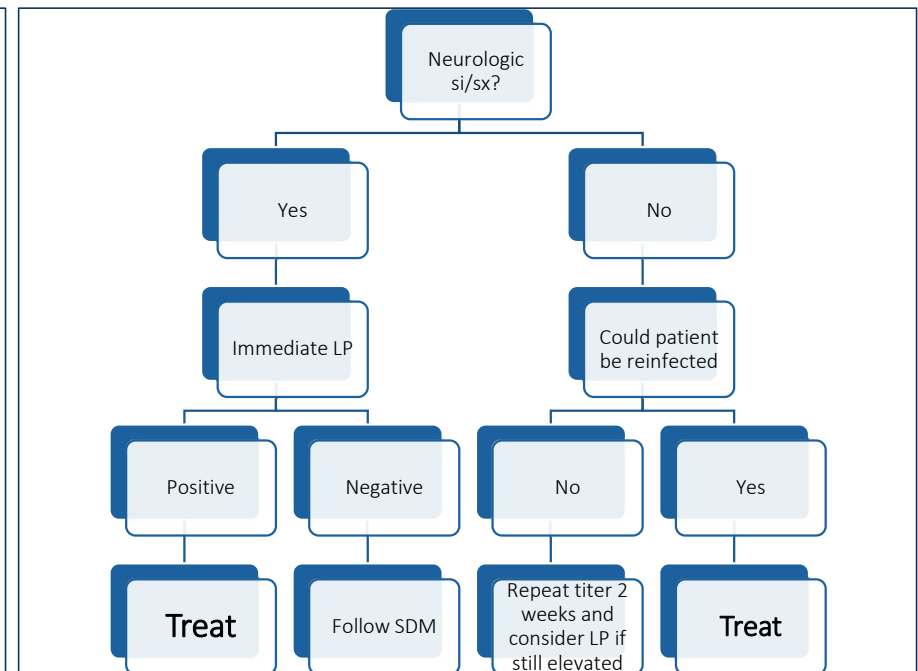 Neurologic
si/sx?
Yes
No
Immediate LP
Could patient
be reinfected
Positive
Negative
No
Yes
Treat
Follow SDM
Repeat titer 2
weeks and
consider LP if
still elevated
Treat